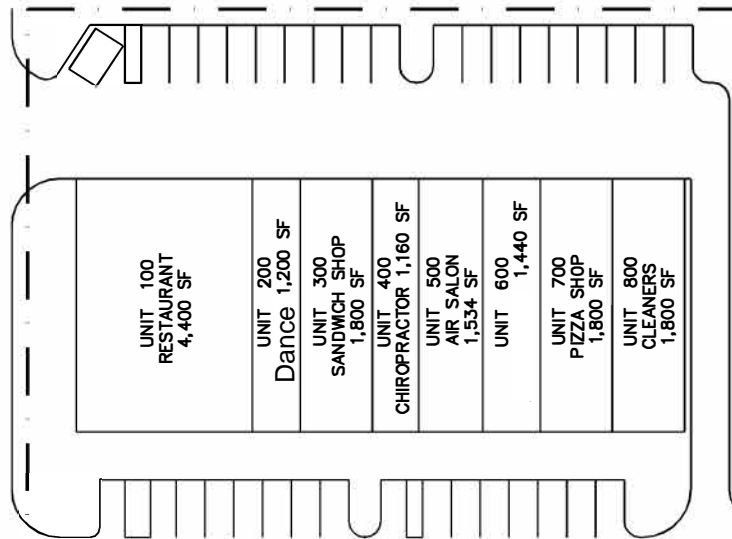 UNIT 100
RESTAURANT
4,400 SF
UNIT 200
Dance 1,200 SF
UNIT 300
SANDWICH SHOP
1,800 SF
UNIT 400
CHIROPRACTOR 1,160 SF
UNIT 500
AIR SALON
1,534 SF
UNIT 600
1,440 SF
UNIT 700
PIZZA SHOP
1,800 SF
UNIT 800
CLEANERS
1,800 SF